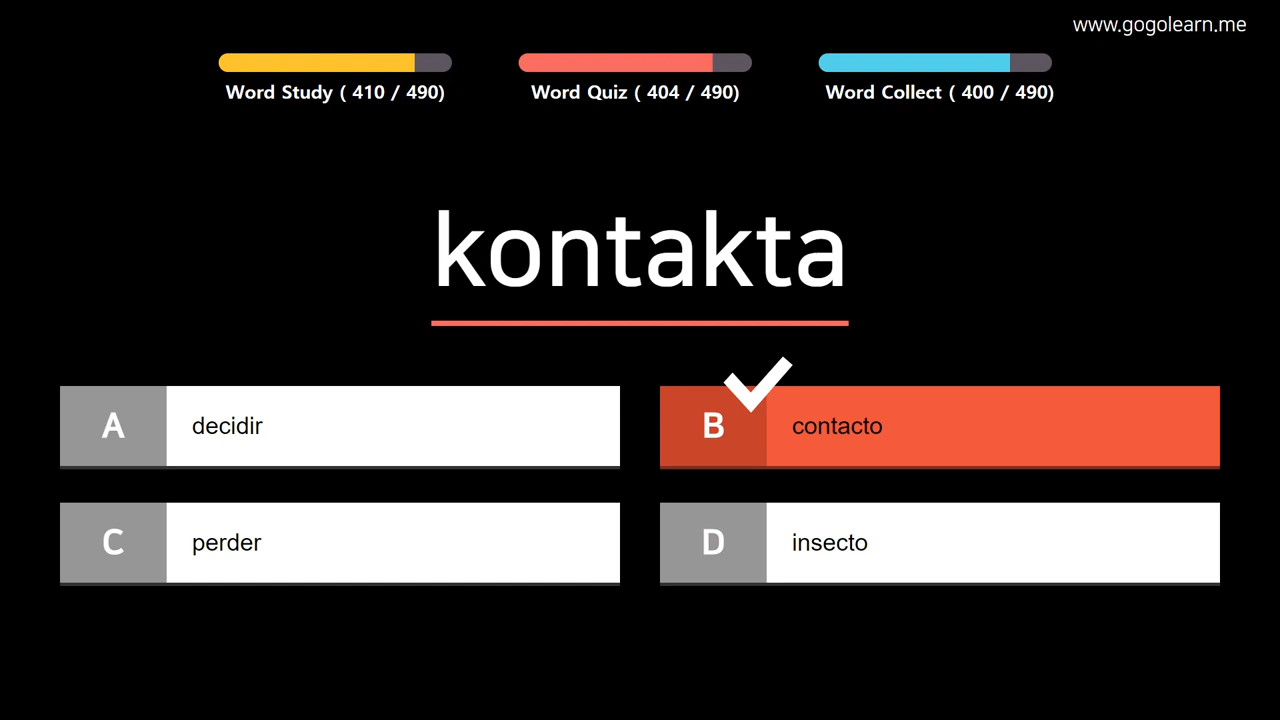 www.gogolearn.me
Word Study ( 410 / 490)
Word Quiz ( 404 / 490)
Word Collect ( 400 / 490)
kontakta
A decidir
B contacto
C perder
D insecto